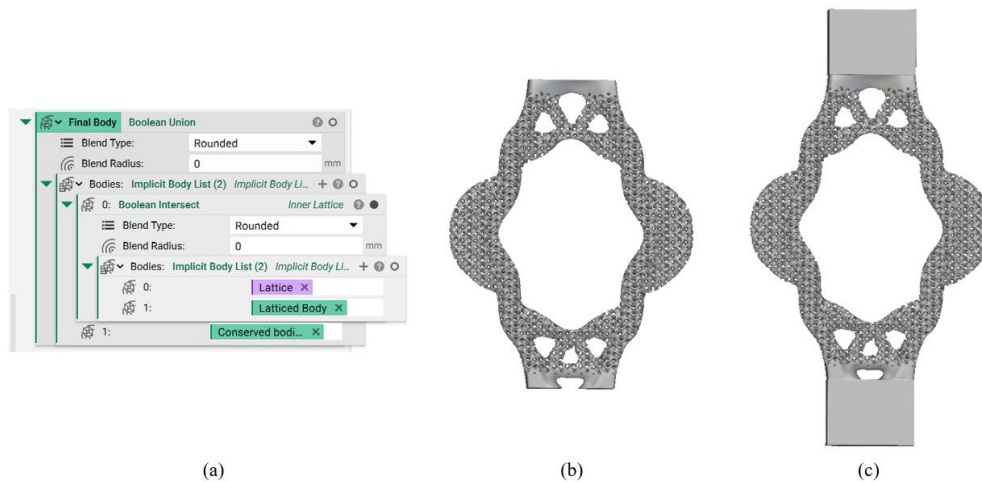 Final Body Boolean Union
Blend Type: Rounded
Blend Radius: 0 mm
Bodies: Implicit Body List (2) Implicit Body Li...
0: Boolean Intersect Inner Lattice
Blend Type: Rounded
Blend Radius: 0 mm
Bodies: Implicit Body List (2) Implicit Body Li...
0: Lattice
1: Latticed Body
1: Conserved bodi...
(a) (b) (c)